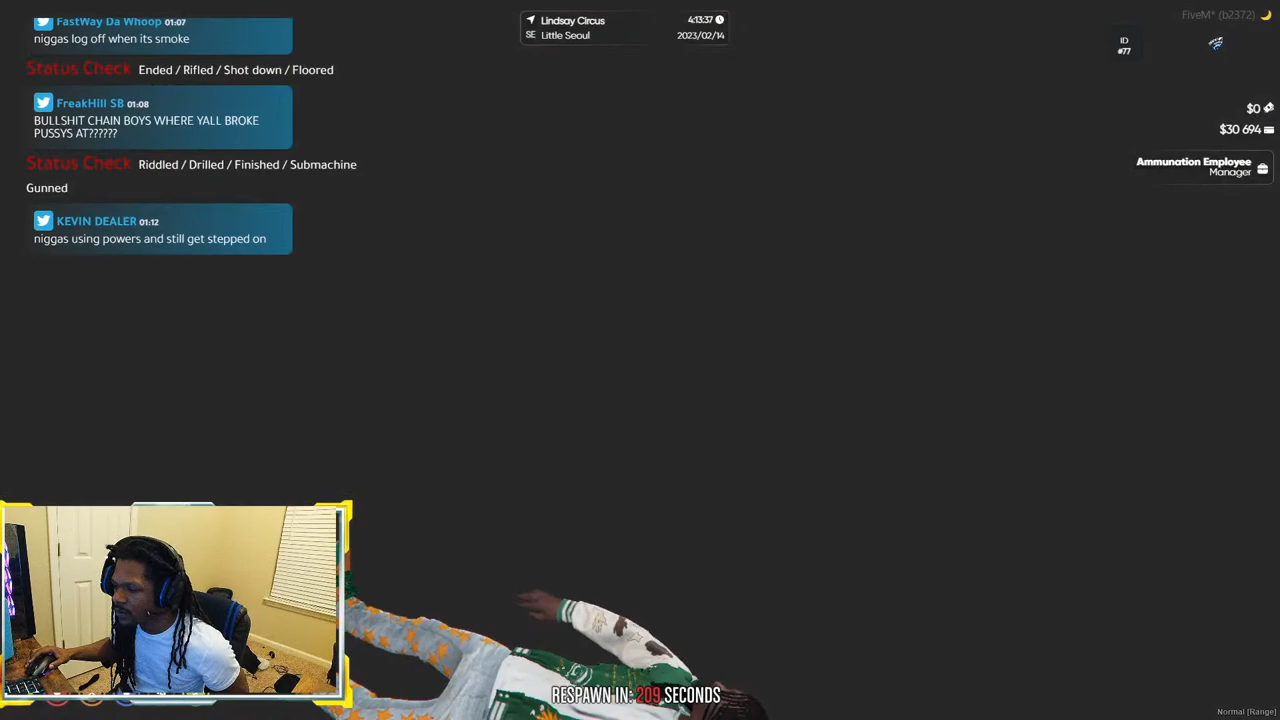 FastWay Da Whoop 01:07
niggas log off when its smoke
Status Check Ended / Rifled / Shot down / Floored
FreakHill SB 01:08
BULLSHIT CHAIN BOYS WHERE YALL BROKE
PUSSYS AT??????
Status Check Riddled / Drilled / Finished / Submachine
Gunned
KEVIN DEALER 01:12
niggas using powers and still get stepped on
Lindsay Circus 4:13:37
SE Little Seoul 2023/02/14
FiveM* (b2372)
ID
#77
$0
$30 694
Ammunation Employee
Manager
RESPAWN IN: 209 SECONDS
Normal [Range]